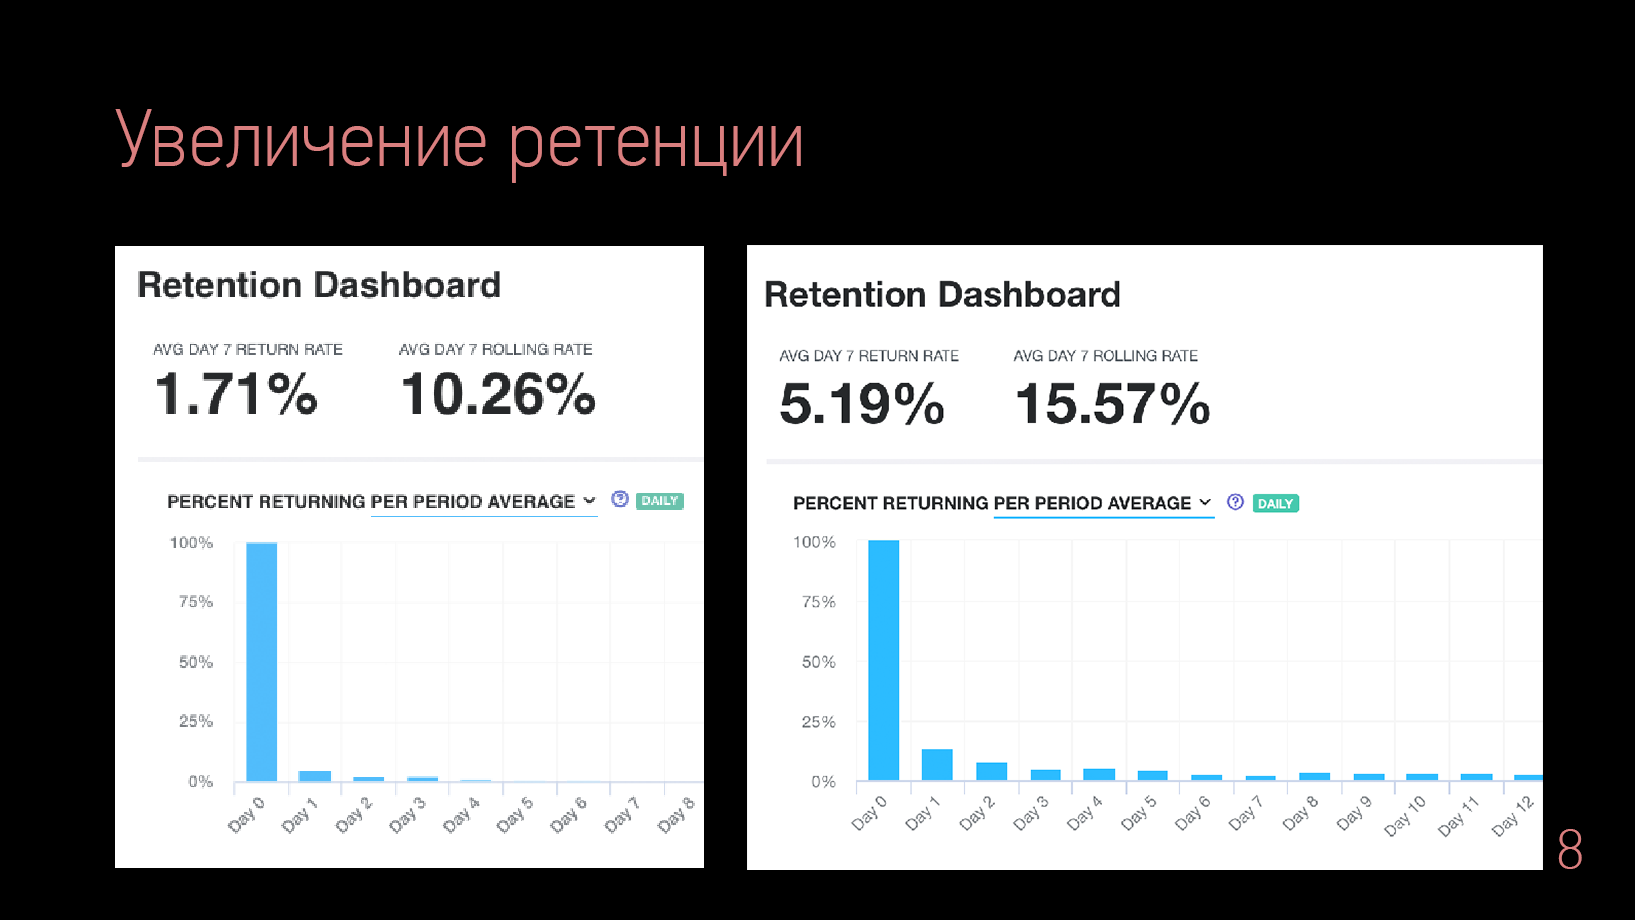 Увеличение ретенции
Retention Dashboard
AVG DAY 7 RETURN RATE
AVG DAY 7 ROLLING RATE
1.71%
10.26%
PERCENT RETURNING PER PERIOD AVERAGE
DAILY
100%
75%
50%
25%
0%
Day 0
Day 1
Day 2
Day 3
Day 4
Day 5
Day 6
Day 7
Day 8
Retention Dashboard
AVG DAY 7 RETURN RATE
AVG DAY 7 ROLLING RATE
5.19%
15.57%
PERCENT RETURNING PER PERIOD AVERAGE
DAILY
100%
75%
50%
25%
0%
Day 0
Day 1
Day 2
Day 3
Day 4
Day 5
Day 6
Day 7
Day 8
Day 9
Day 10
Day 11
Day 12
8